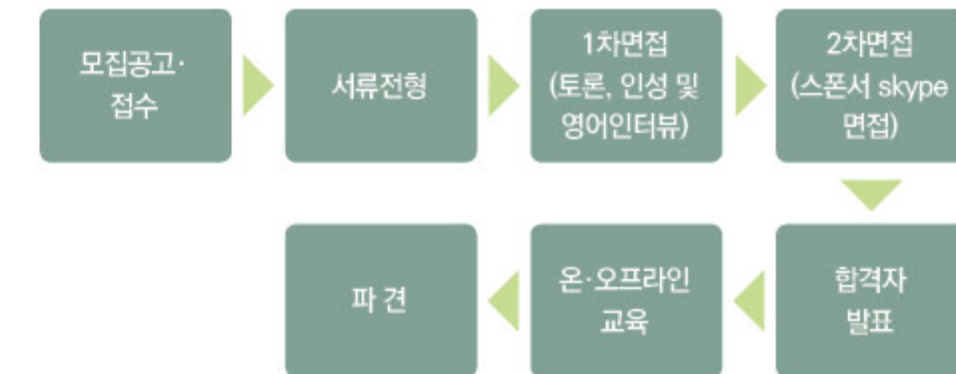 모집공고·
접수
서류전형
1차면접
(토론, 인성 및
영어인터뷰)
2차면접
(스폰서 skype
면접)
합격자
발표
온·오프라인
교육
파 견